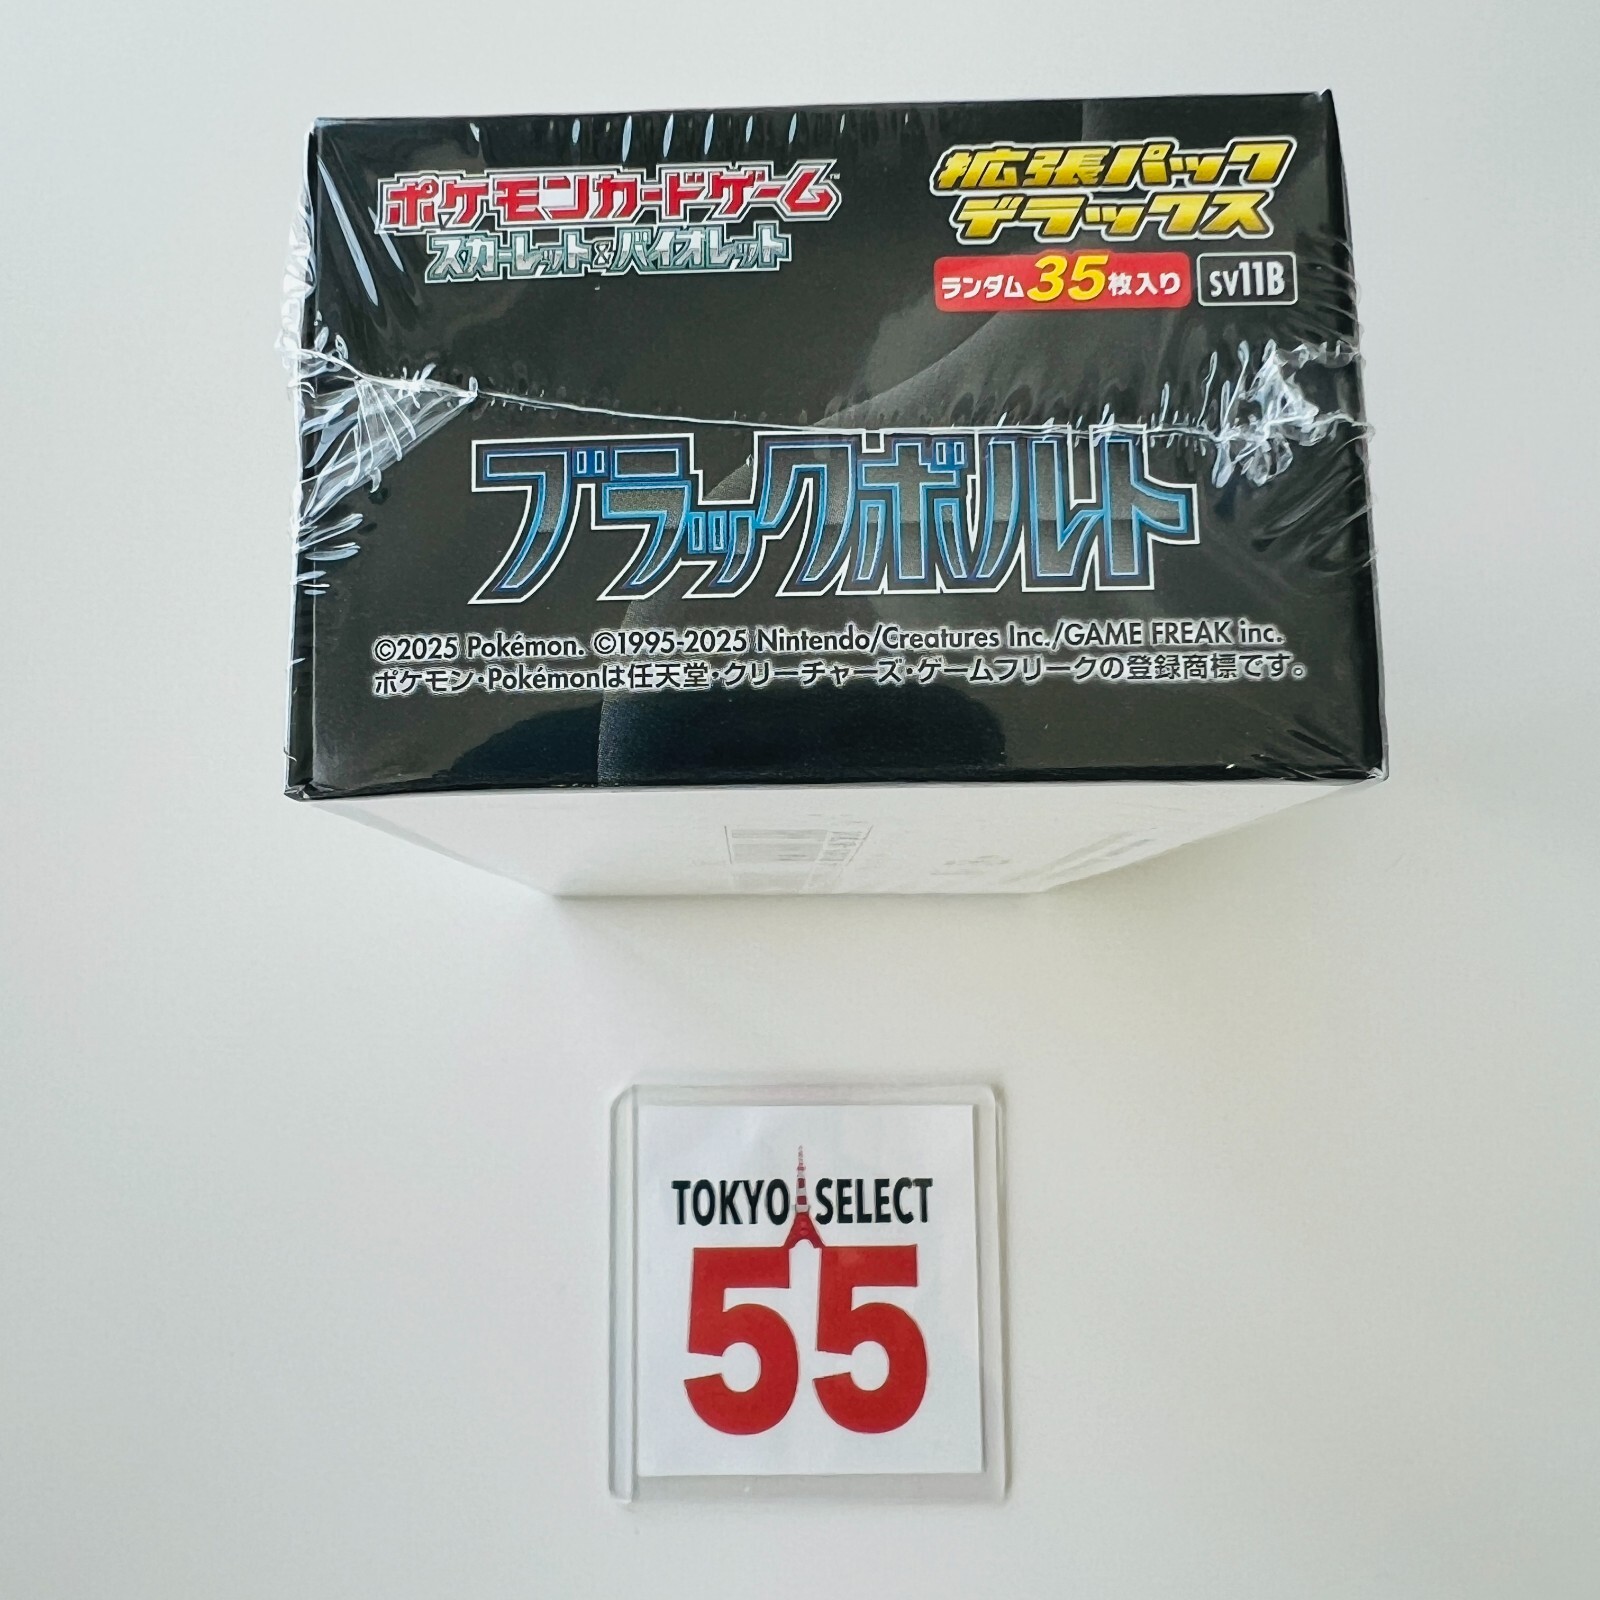 ポケモンカードゲーム™
スカーレット&バイオレット
拡張パック
デラックス
ランダム35枚入り
SV11B
ブラックボルト
©2025 Pokémon. ©1995-2025 Nintendo/Creatures Inc./GAME FREAK inc.
ポケモン・Pokémonは任天堂・クリーチャーズ・ゲームフリークの登録商標です。
TOKYO SELECT
55